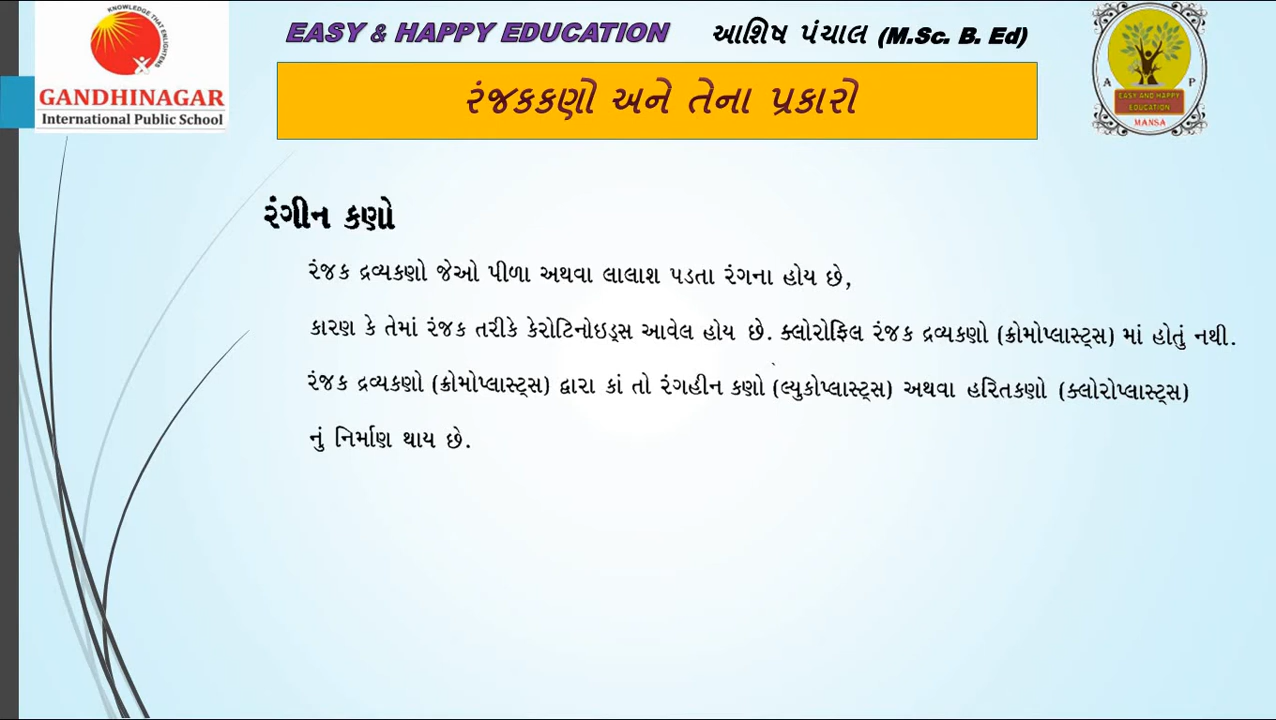 KNOWLEDGE THAT ENLIGHTENS
GANDHINAGAR
International Public School
EASY & HAPPY EDUCATION
આશિષ પંચાલ (M.Sc. B. Ed)
A P
EASY AND HAPPY
EDUCATION
MANSA
રંજકકણો અને તેના પ્રકારો
રંગીન કણો
રંજક દ્રવ્યકણો જેઓ પીળા અથવા લાલાશ પડતા રંગના હોય છે,
કારણ કે તેમાં રંજક તરીકે કેરોટિનોઇડ્સ આવેલ હોય છે. ક્લોરોફિલ રંજક દ્રવ્યકણો (ક્રોમોપ્લાસ્ટ્સ) માં હોતું નથી.
રંજક દ્રવ્યકણો (ક્રોમોપ્લાસ્ટ્સ) દ્વારા કાં તો રંગહીન કણો (લ્યુકોપ્લાસ્ટ્સ) અથવા હરિતકણો (ક્લોરોપ્લાસ્ટ્સ)
નું નિર્માણ થાય છે.